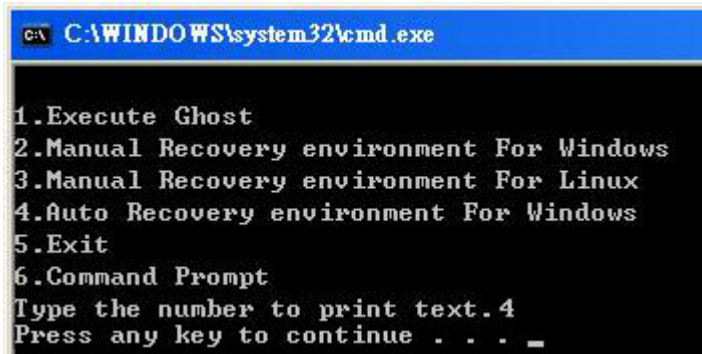 C:\WINDOWS\system32\cmd.exe
1.Execute Ghost
2.Manual Recovery environment For Windows
3.Manual Recovery environment For Linux
4.Auto Recovery environment For Windows
5.Exit
6.Command Prompt
Type the number to print text.4
Press any key to continue . . . _